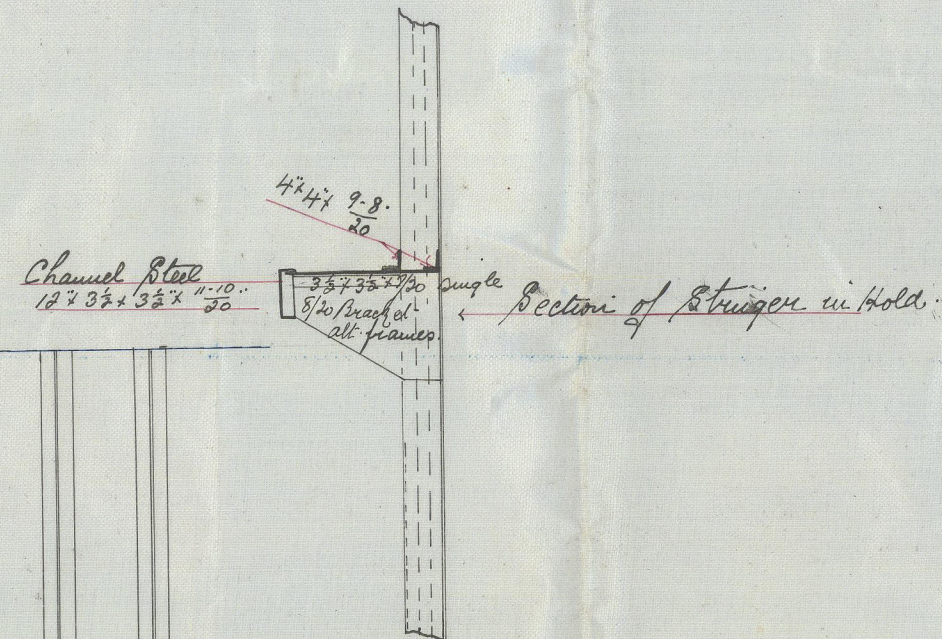 4" x 4" x 9-8/20
Channel Steel
12" x 3½" x 3½" x 11-10/20
3½" x 3½" x 7/20 angle
8/20 Bracket
alt. frames.
Section of Stringer in Hold.